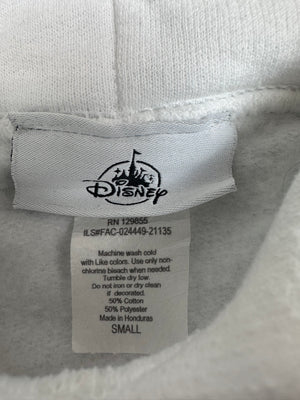 Disney
RN 129855
ILS#FAC-024449-21135
Machine wash cold
with Like colors. Use only non-
chlorine bleach when needed.
Tumble dry low.
Do not iron or dry clean
if decorated.
50% Cotton
50% Polyester
Made in Honduras
SMALL